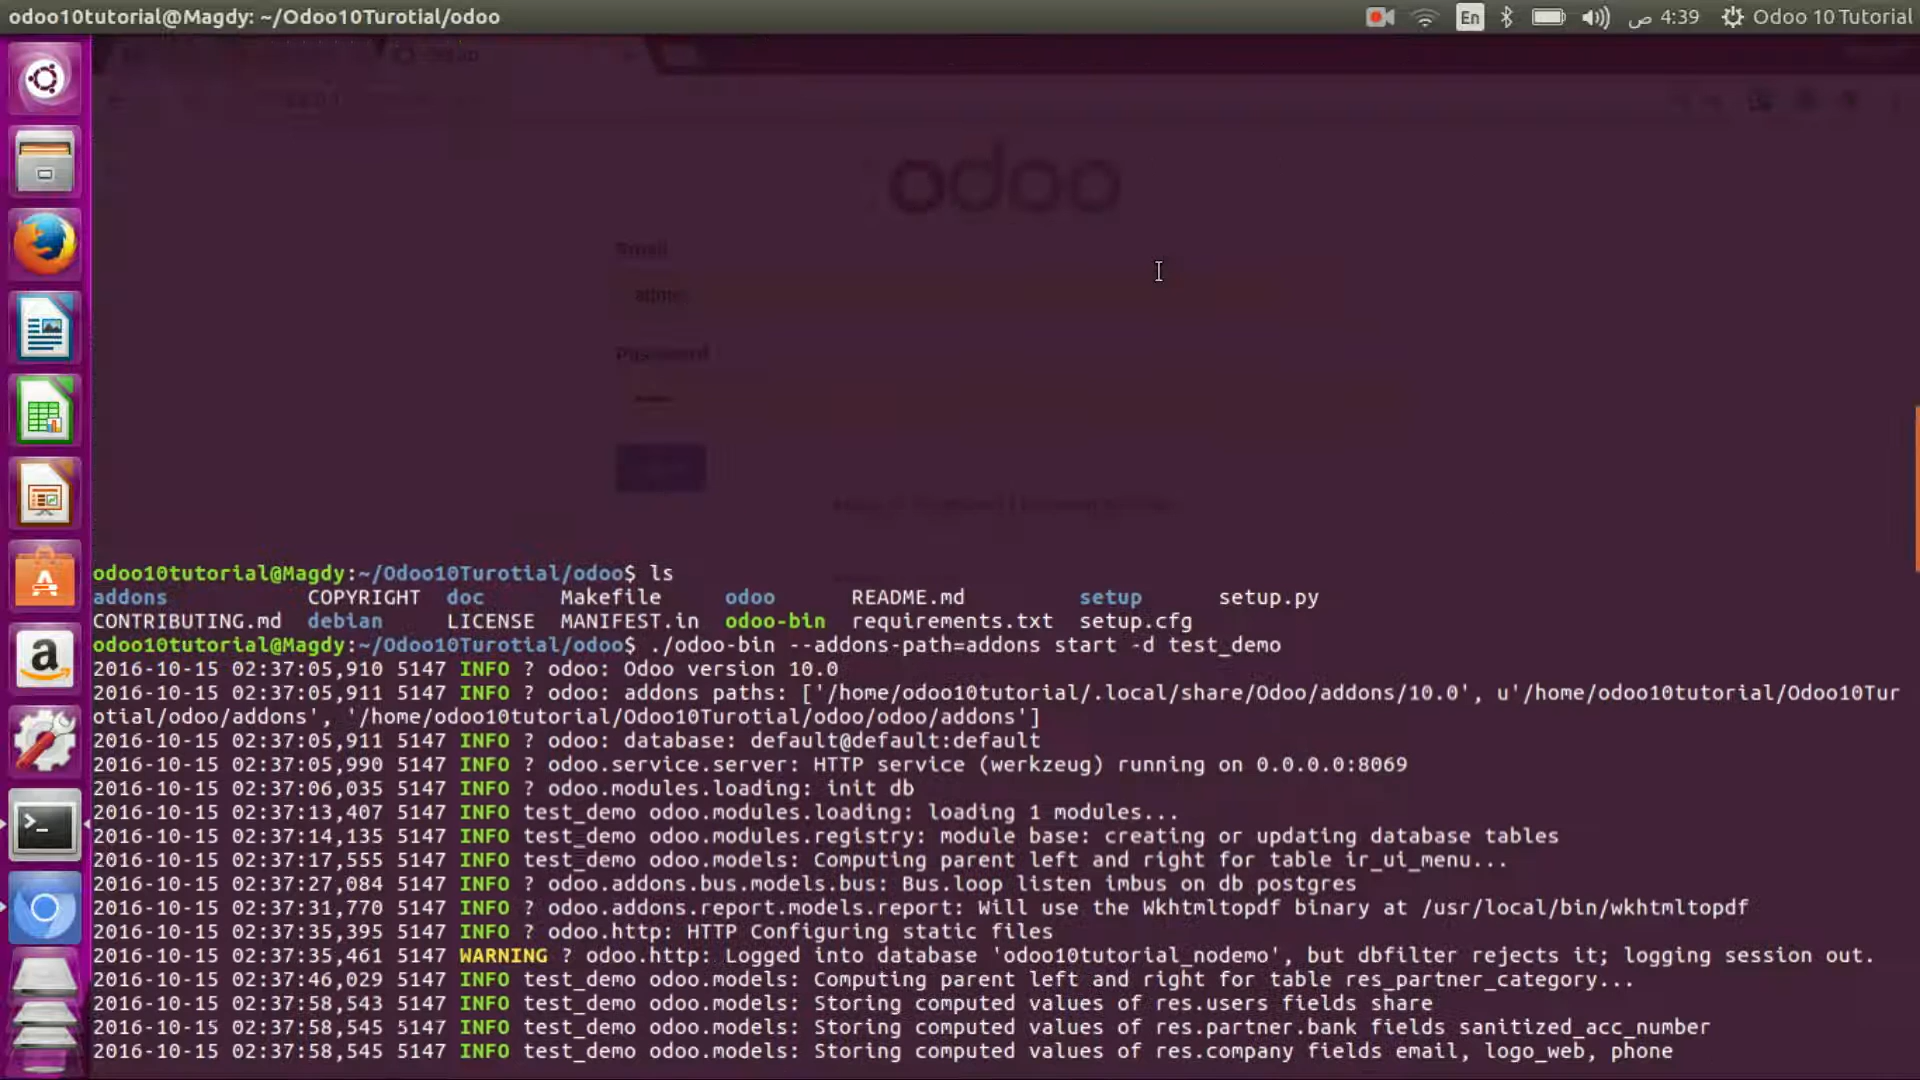 odoo10tutorial@Magdy: ~/Odoo10Turotial/odoo
En
ص 4:39
Odoo 10 Tutorial
odoo
Email
admin
Password
odoo10tutorial@Magdy:~/Odoo10Turotial/odoo$ ls
addons COPYRIGHT doc Makefile odoo README.md setup setup.py
CONTRIBUTING.md debian LICENSE MANIFEST.in odoo-bin requirements.txt setup.cfg
odoo10tutorial@Magdy:~/Odoo10Turotial/odoo$ ./odoo-bin --addons-path=addons start -d test_demo
2016-10-15 02:37:05,910 5147 INFO ? odoo: Odoo version 10.0
2016-10-15 02:37:05,911 5147 INFO ? odoo: addons paths: ['/home/odoo10tutorial/.local/share/Odoo/addons/10.0', u'/home/odoo10tutorial/Odoo10Tur
otial/odoo/addons', '/home/odoo10tutorial/Odoo10Turotial/odoo/odoo/addons']
2016-10-15 02:37:05,911 5147 INFO ? odoo: database: default@default:default
2016-10-15 02:37:05,990 5147 INFO ? odoo.service.server: HTTP service (werkzeug) running on 0.0.0.0:8069
2016-10-15 02:37:06,035 5147 INFO ? odoo.modules.loading: init db
2016-10-15 02:37:13,407 5147 INFO test_demo odoo.modules.loading: loading 1 modules...
2016-10-15 02:37:14,135 5147 INFO test_demo odoo.modules.registry: module base: creating or updating database tables
2016-10-15 02:37:17,555 5147 INFO test_demo odoo.models: Computing parent left and right for table ir_ui_menu...
2016-10-15 02:37:27,084 5147 INFO ? odoo.addons.bus.models.bus: Bus.loop listen imbus on db postgres
2016-10-15 02:37:31,770 5147 INFO ? odoo.addons.report.models.report: Will use the Wkhtmltopdf binary at /usr/local/bin/wkhtmltopdf
2016-10-15 02:37:35,395 5147 INFO ? odoo.http: HTTP Configuring static files
2016-10-15 02:37:35,461 5147 WARNING ? odoo.http: Logged into database 'odoo10tutorial_nodemo', but dbfilter rejects it; logging session out.
2016-10-15 02:37:46,029 5147 INFO test_demo odoo.models: Computing parent left and right for table res_partner_category...
2016-10-15 02:37:58,543 5147 INFO test_demo odoo.models: Storing computed values of res.users fields share
2016-10-15 02:37:58,545 5147 INFO test_demo odoo.models: Storing computed values of res.partner.bank fields sanitized_acc_number
2016-10-15 02:37:58,545 5147 INFO test_demo odoo.models: Storing computed values of res.company fields email, logo_web, phone